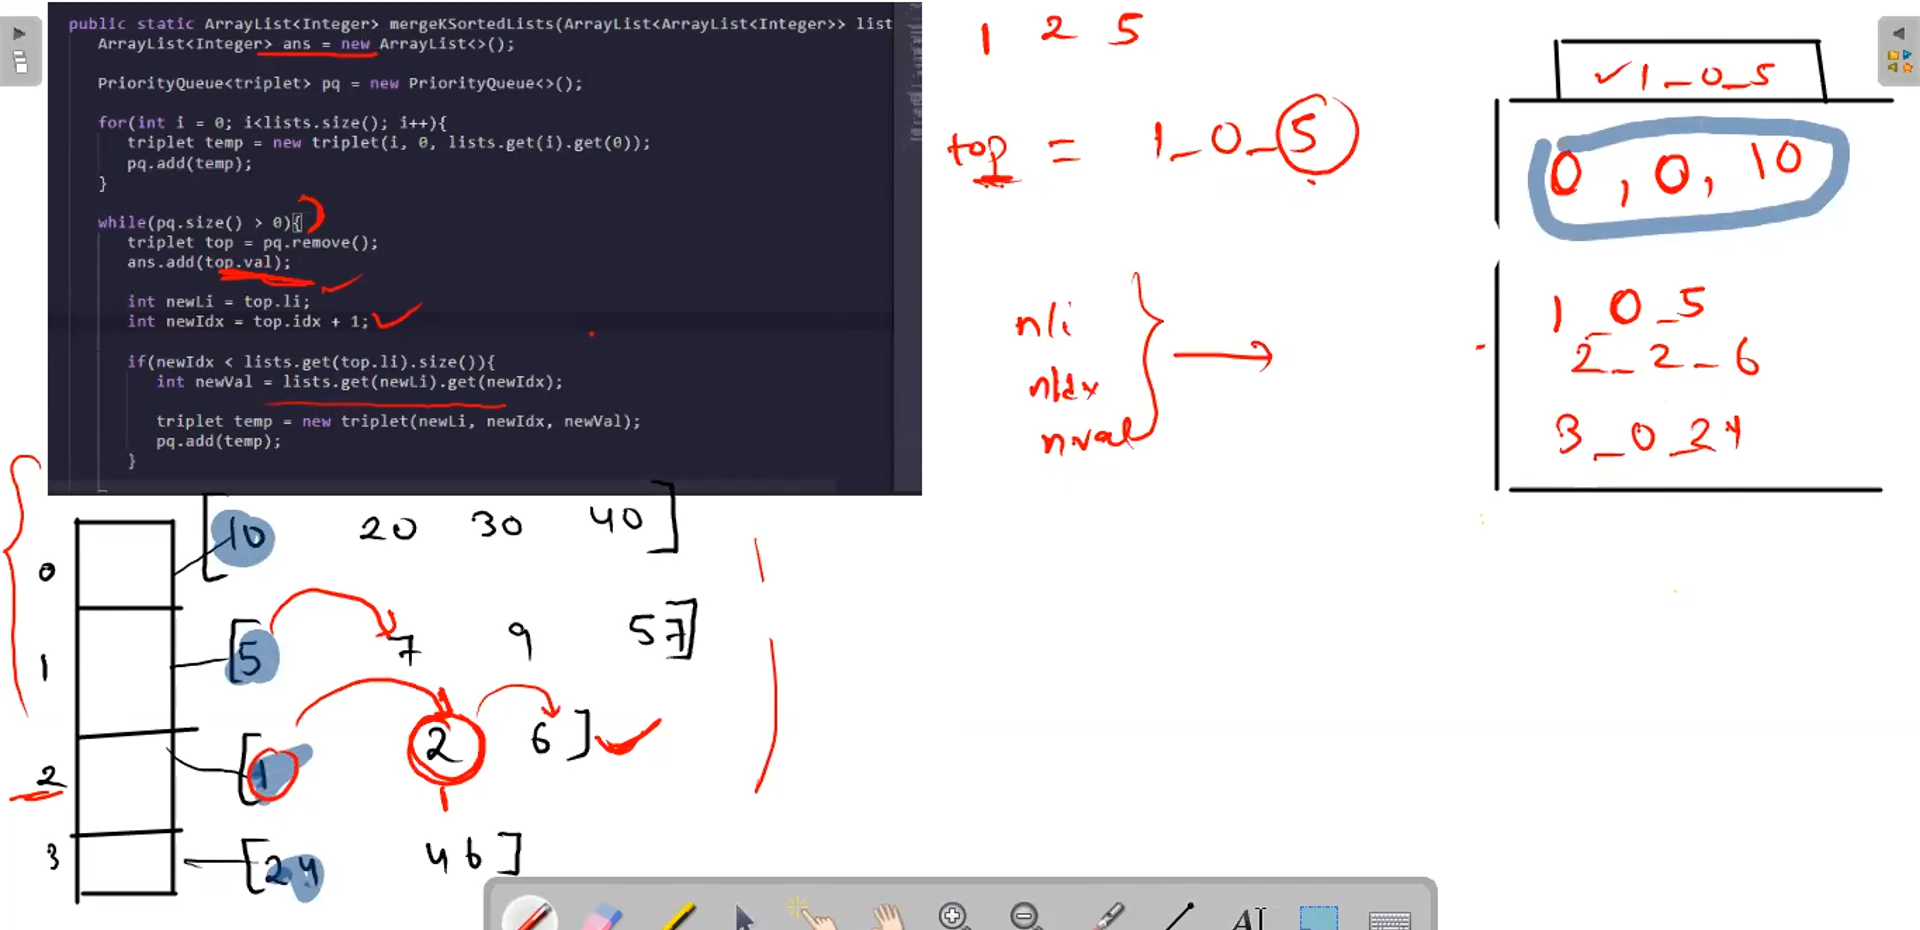 public static ArrayList<Integer> mergeKSortedLists(ArrayList<ArrayList<Integer>> list
ArrayList<Integer> ans = new ArrayList<>();
PriorityQueue<triplet> pq = new PriorityQueue<>();
for(int i = 0; i<lists.size(); i++){
triplet temp = new triplet(i, 0, lists.get(i).get(0));
pq.add(temp);
}
while(pq.size() > 0){
triplet top = pq.remove();
ans.add(top.val);
int newLi = top.li;
int newIdx = top.idx + 1;
if(newIdx < lists.get(top.li).size()){
int newVal = lists.get(newLi).get(newIdx);
triplet temp = new triplet(newLi, newIdx, newVal);
pq.add(temp);
}
1 2 5
top = 1_0_5
nli
nIdx
nval
1_0_5
0, 0, 10
1_0_5
2_2_6
3_0_24
0 [10 20 30 40]
1 [5 7 9 57]
2 [1 2 6]
1
3 [24 46]
AI